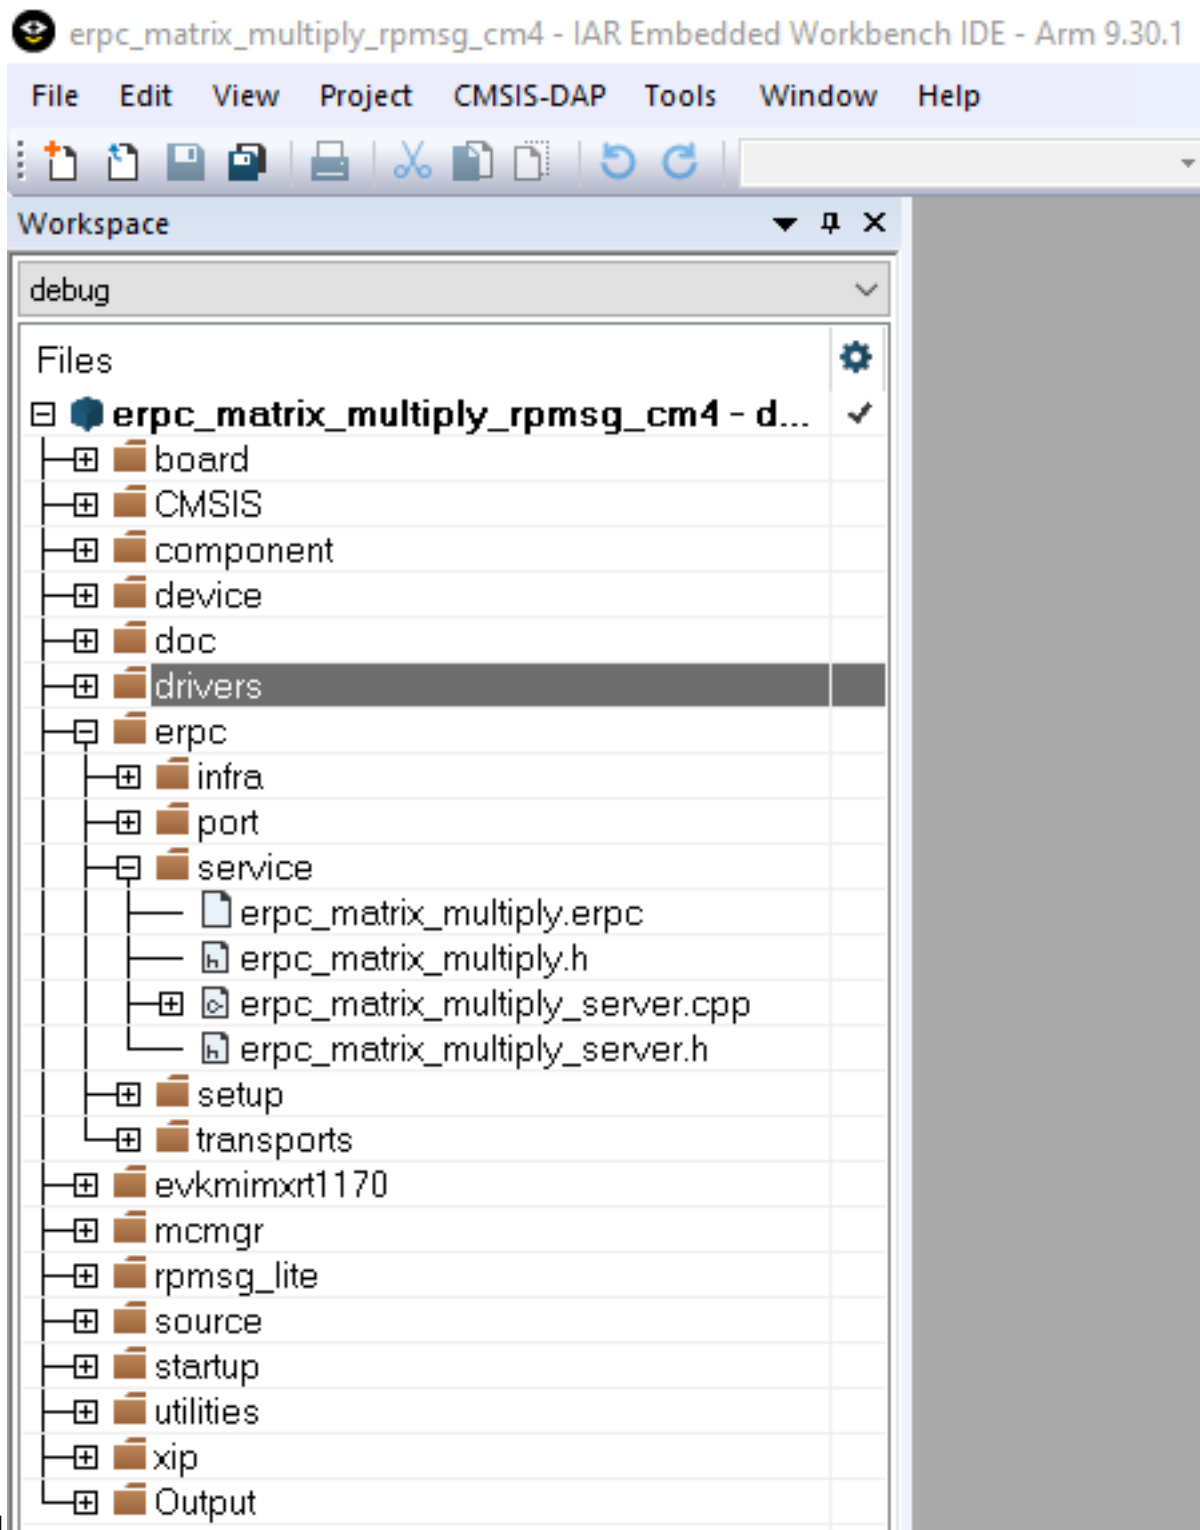 erpc_matrix_multiply_rpmsg_cm4 - IAR Embedded Workbench IDE - Arm 9.30.1
File Edit View Project CMSIS-DAP Tools Window Help
Workspace
debug
Files
erpc_matrix_multiply_rpmsg_cm4 - d...
board
CMSIS
component
device
doc
drivers
erpc
infra
port
service
erpc_matrix_multiply.erpc
erpc_matrix_multiply.h
erpc_matrix_multiply_server.cpp
erpc_matrix_multiply_server.h
setup
transports
evkmimxrt1170
mcmgr
rpmsg_lite
source
startup
utilities
xip
Output